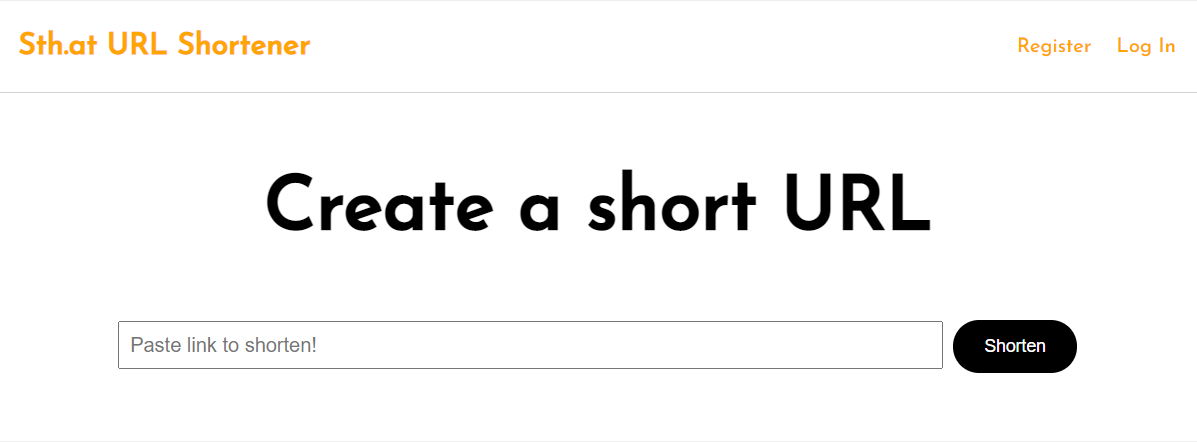 Sth.at URL Shortener
Register
Log In
Create a short URL
Paste link to shorten!
Shorten